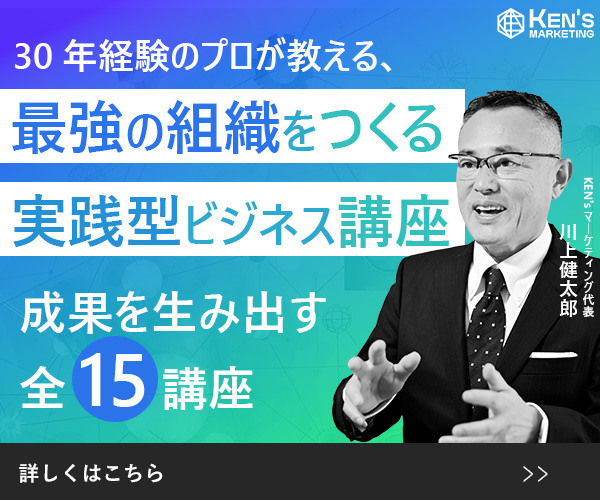 KEN'S
MARKETING
30 年経験のプロが教える、
最強の組織をつくる
実践型ビジネス講座
成果を生み出す
全15講座
KEN'sマーケティング代表
川上健太郎
詳しくはこちら >>